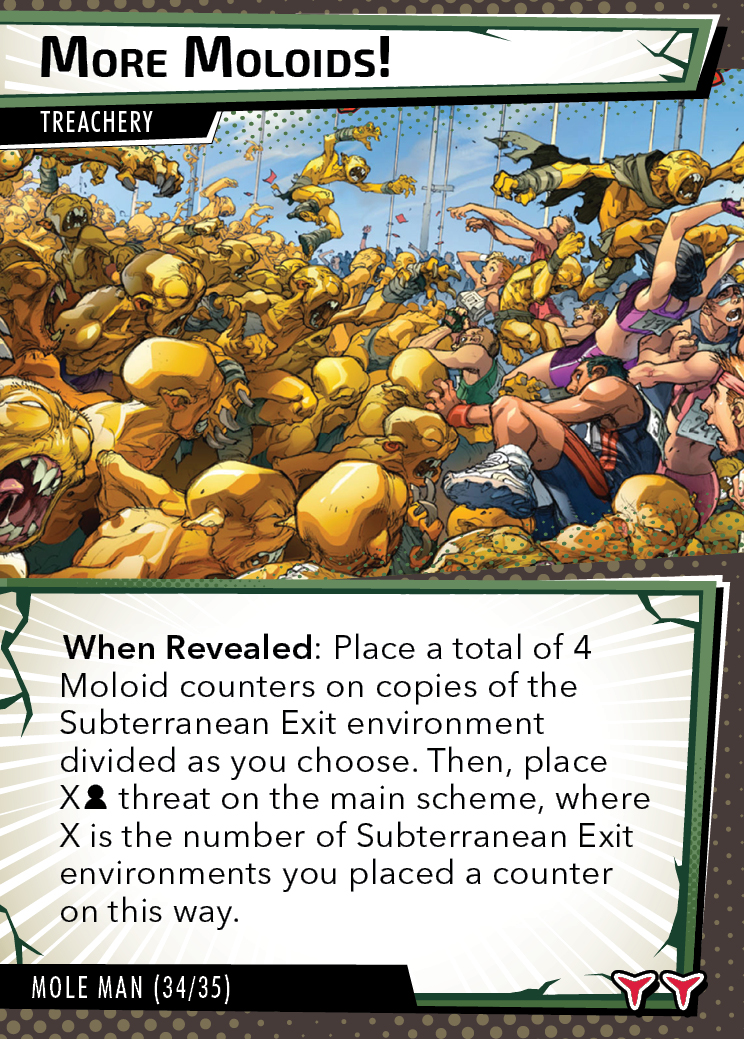 More Moloids!
TREACHERY
When Revealed: Place a total of 4
Moloid counters on copies of the
Subterranean Exit environment
divided as you choose. Then, place
X threat on the main scheme, where
X is the number of Subterranean Exit
environments you placed a counter
on this way.
MOLE MAN (34/35)